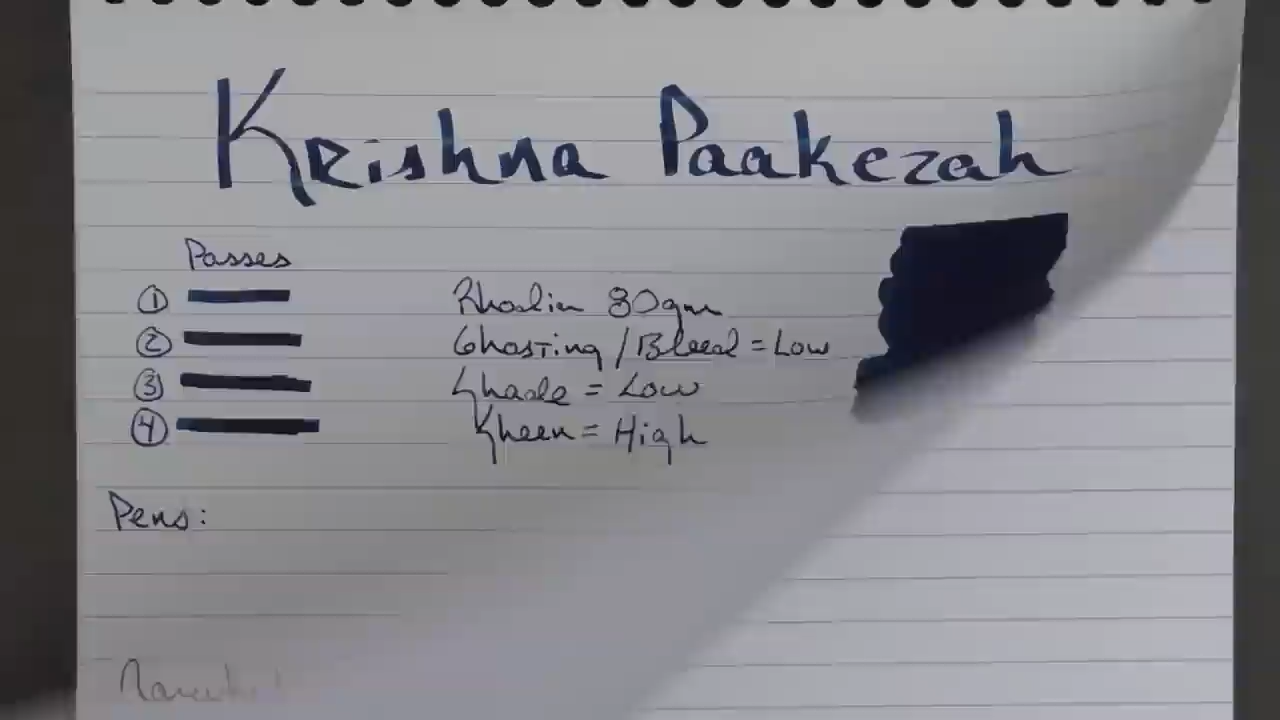 Krishna Paakezah
Passes
1
2
3
4
Rhodia 80gm
Ghosting / Bleed = Low
Shade = Low
Sheen = High
Pens: